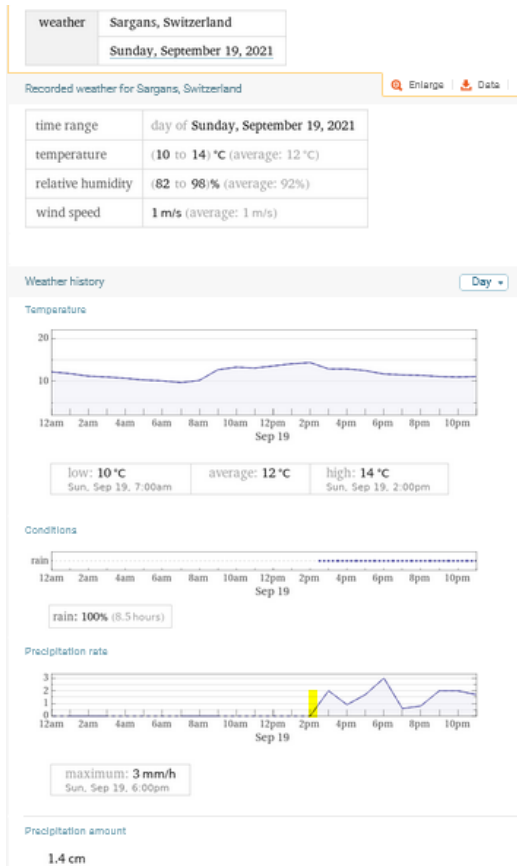 weather Sargans, Switzerland
Sunday, September 19, 2021
Recorded weather for Sargans, Switzerland Enlarge Data
time range day of Sunday, September 19, 2021
temperature (10 to 14) °C (average: 12 °C)
relative humidity (82 to 98)% (average: 92%)
wind speed 1 m/s (average: 1 m/s)
Weather history Day
Temperature
20
10
12am 2am 4am 6am 8am 10am 12pm 2pm 4pm 6pm 8pm 10pm
Sep 19
low: 10 °C average: 12 °C high: 14 °C
Sun, Sep 19, 7:00am Sun, Sep 19, 2:00pm
Conditions
rain
12am 2am 4am 6am 8am 10am 12pm 2pm 4pm 6pm 8pm 10pm
Sep 19
rain: 100% (8.5 hours)
Precipitation rate
3
2
1
0
12am 2am 4am 6am 8am 10am 12pm 2pm 4pm 6pm 8pm 10pm
Sep 19
maximum: 3 mm/h
Sun, Sep 19, 6:00pm
Precipitation amount
1.4 cm